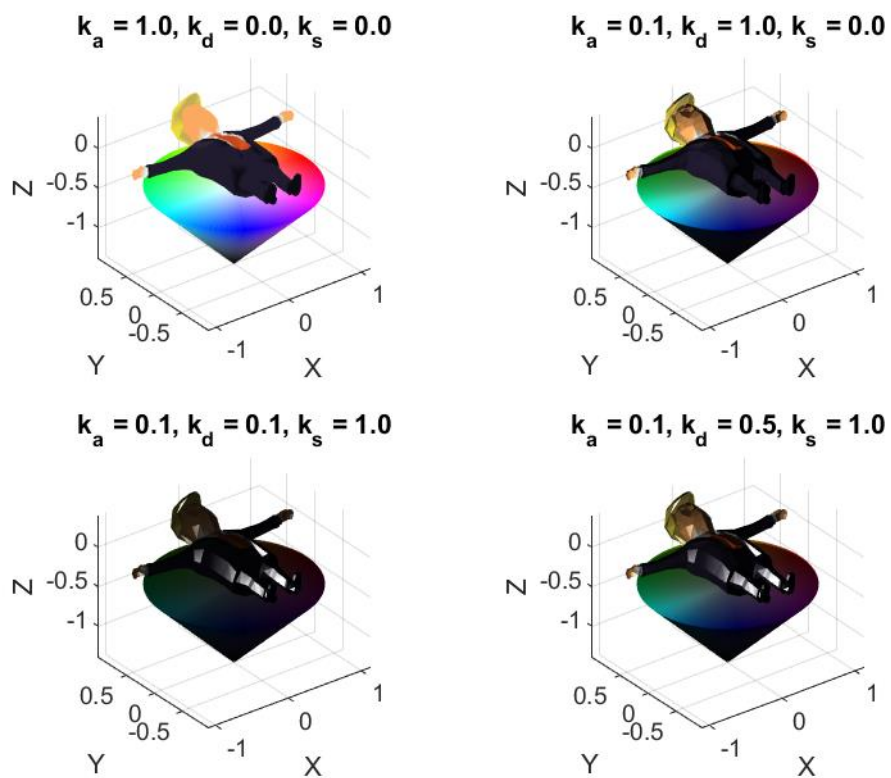 k_a = 1.0, k_d = 0.0, k_s = 0.0
0
-0.5
-1
Z
0.5
0
-0.5
Y
-1
0
1
X
k_a = 0.1, k_d = 1.0, k_s = 0.0
0
-0.5
-1
Z
0.5
0
-0.5
Y
-1
0
1
X
k_a = 0.1, k_d = 0.1, k_s = 1.0
0
-0.5
-1
Z
0.5
0
-0.5
Y
-1
0
1
X
k_a = 0.1, k_d = 0.5, k_s = 1.0
0
-0.5
-1
Z
0.5
0
-0.5
Y
-1
0
1
X